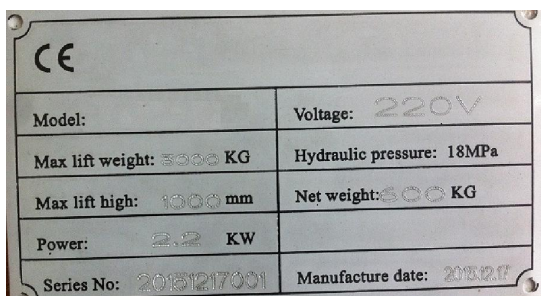 CE
Model:
Voltage: 220V
Max lift weight: 3000 KG
Hydraulic pressure: 18MPa
Max lift high: 1000 mm
Net weight: 600 KG
Power: 2.2 KW
Series No: 20151217001
Manufacture date: 2015.12.17